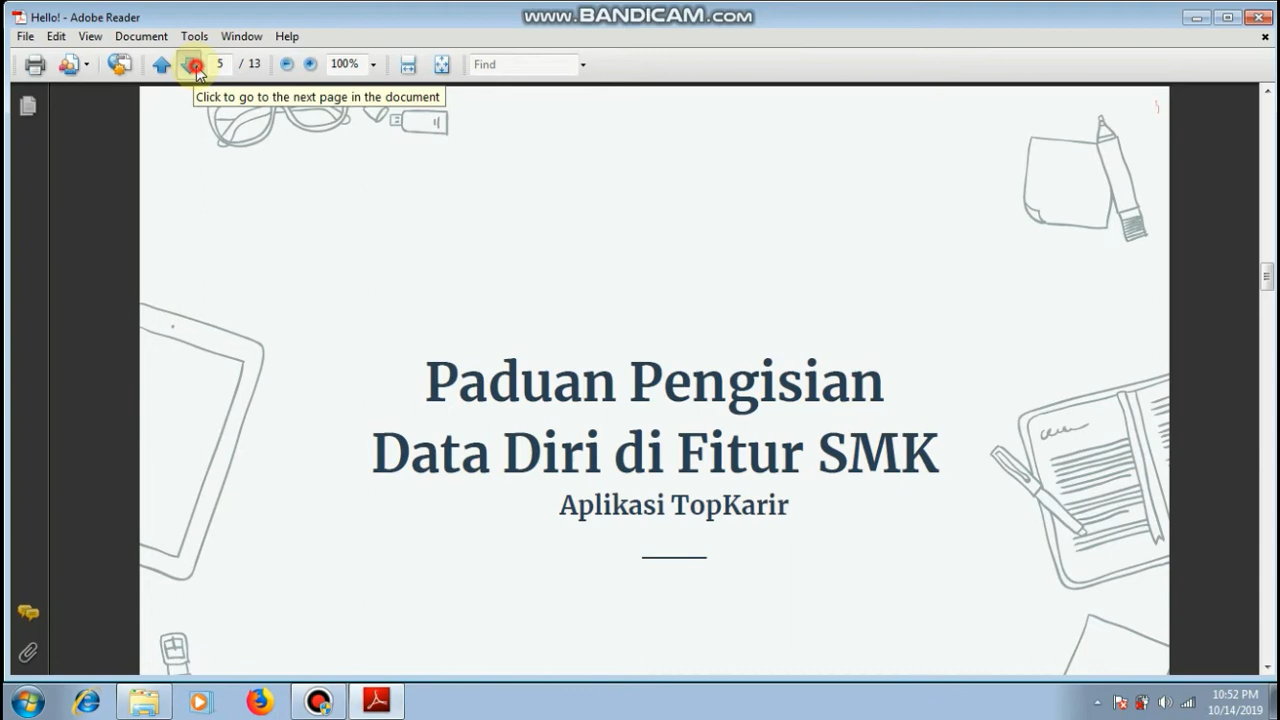 Hello! - Adobe Reader
www.BANDICAM.com
File Edit View Document Tools Window Help
5 / 13 100% Find
Click to go to the next page in the document
Paduan Pengisian
Data Diri di Fitur SMK
Aplikasi TopKarir
10:52 PM
10/14/2019